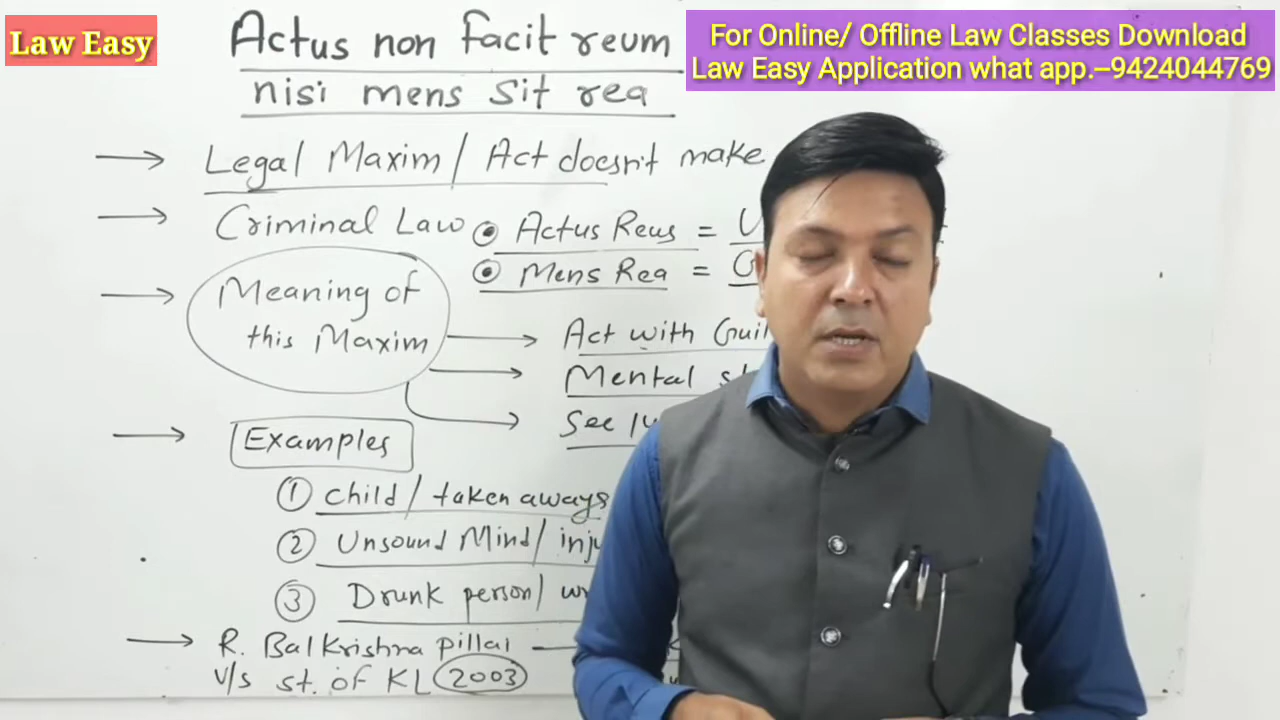 Law Easy
For Online/ Offline Law Classes Download
Law Easy Application what app.–9424044769
Actus non facit reum
nisi mens sit rea
→ Legal Maxim / Act doesn't make
→ Criminal Law • Actus Reus =
• Mens Rea =
→ Meaning of
this Maxim
→ Act with
→ Mental
→ See
→ Examples
① Child / taken aways
② Unsound Mind /
③ Drunk person /
→ R. Balkrishna pillai
v/s st. of KL 2003